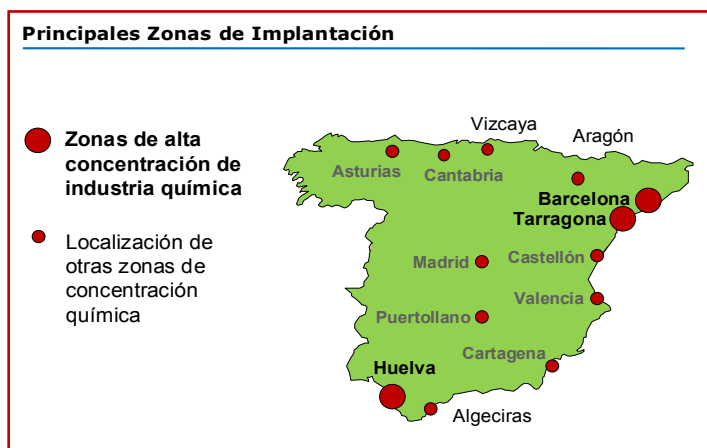 Principales Zonas de Implantación
Zonas de alta
concentración de
industria química
Localización de
otras zonas de
concentración
química
Vizcaya
Aragón
Asturias
Cantabria
Barcelona
Tarragona
Madrid
Castellón
Valencia
Puertollano
Cartagena
Huelva
Algeciras